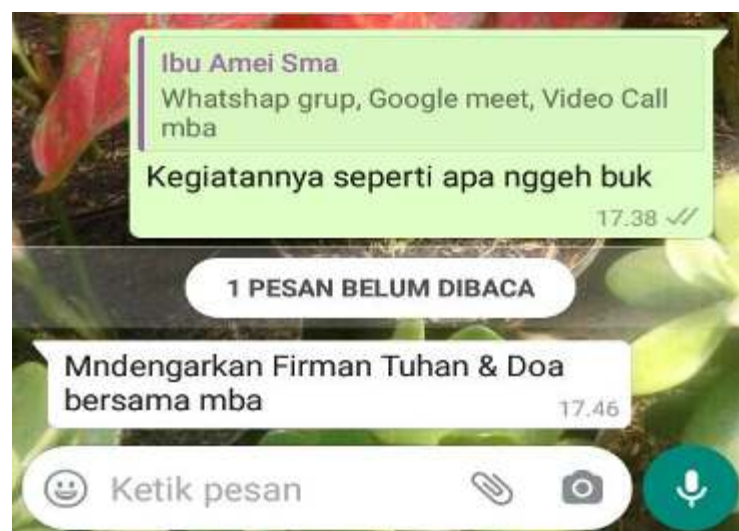 Ibu Amei Sma
Whatshap grup, Google meet, Video Call
mba
Kegiatannya seperti apa nggeh buk
17.38
1 PESAN BELUM DIBACA
Mndengarkan Firman Tuhan & Doa
bersama mba
17.46
Ketik pesan